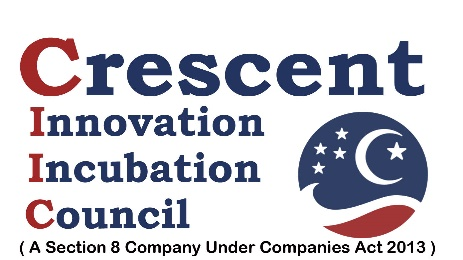 Crescent
Innovation
Incubation
Council
( A Section 8 Company Under Companies Act 2013 )